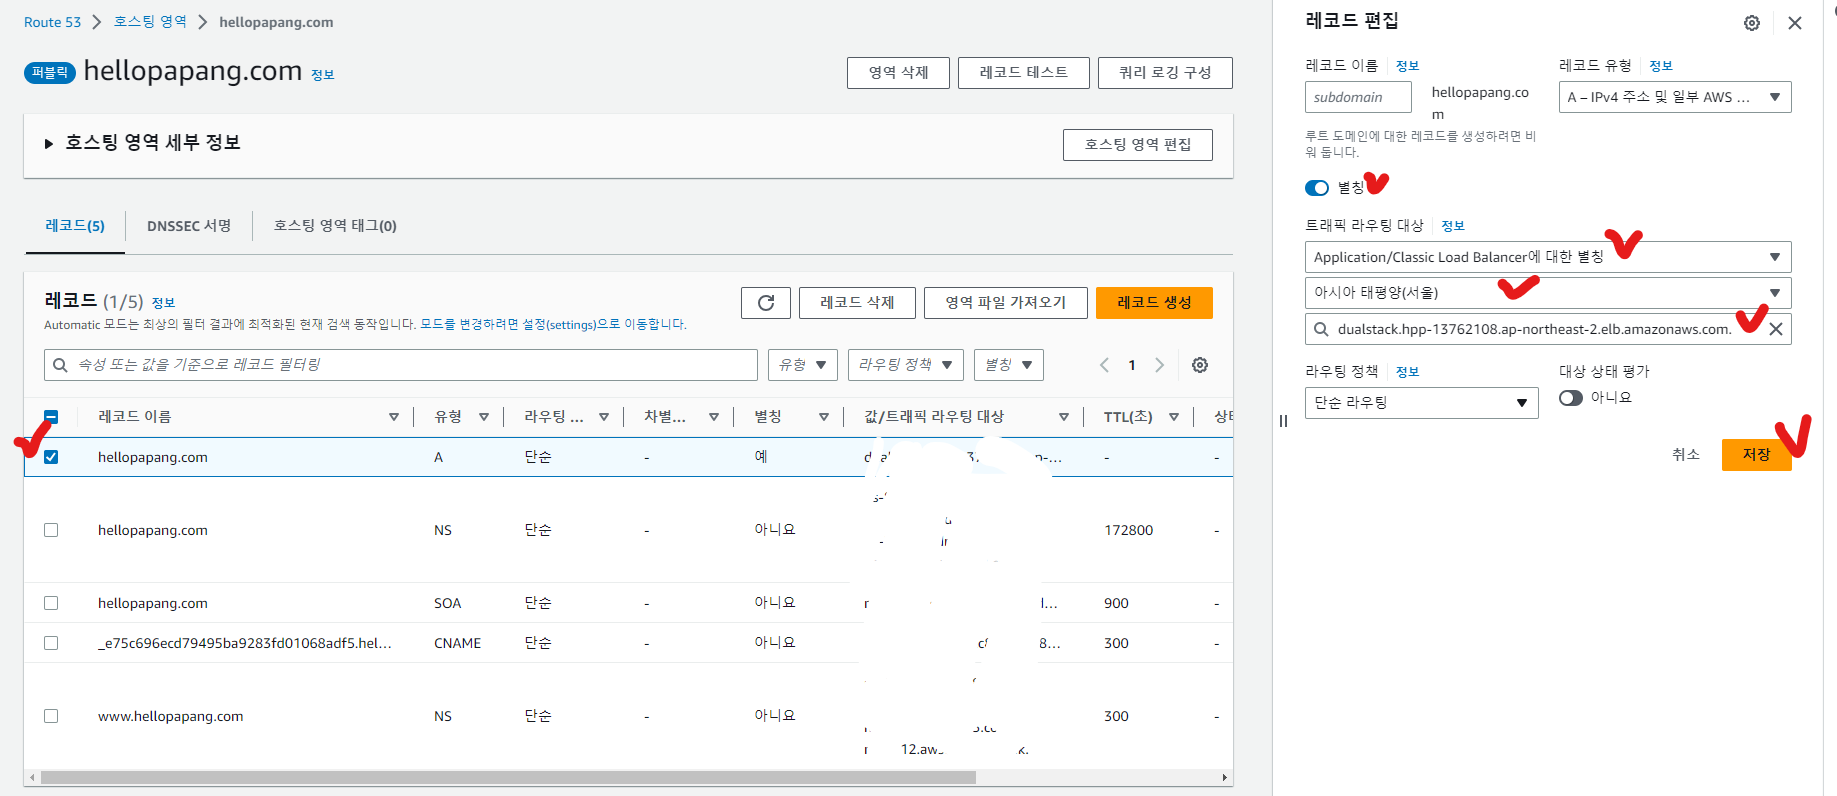 Route 53 > 호스팅 영역 > hellopapang.com
퍼블릭 hellopapang.com 정보
영역 삭제 레코드 테스트 쿼리 로깅 구성
호스팅 영역 세부 정보
호스팅 영역 편집
레코드(5) DNSSEC 서명 호스팅 영역 태그(0)
레코드 (1/5) 정보
레코드 삭제 영역 파일 가져오기 레코드 생성
Automatic 모드는 최상의 필터 결과에 최적화된 현재 검색 동작입니다. 모드를 변경하려면 설정(settings)으로 이동합니다.
속성 또는 값을 기준으로 레코드 필터링 유형 라우팅 정책 별칭 1
레코드 이름 유형 라우팅 ... 차별... 별칭 값/트래픽 라우팅 대상 TTL(초) 상태
hellopapang.com A 단순 - 예 - -
hellopapang.com NS 단순 - 아니요 172800 -
hellopapang.com SOA 단순 - 아니요 900 -
_e75c696ecd79495ba9283fd01068adf5.hel... CNAME 단순 - 아니요 300 -
www.hellopapang.com NS 단순 - 아니요 300 -
레코드 편집
레코드 이름 정보 레코드 유형 정보
subdomain hellopapang.co
m
A – IPv4 주소 및 일부 AWS ...
루트 도메인에 대한 레코드를 생성하려면 비
워 둡니다.
별칭
트래픽 라우팅 대상 정보
Application/Classic Load Balancer에 대한 별칭
아시아 태평양(서울)
dualstack.hpp-13762108.ap-northeast-2.elb.amazonaws.com.
라우팅 정책 정보 대상 상태 평가
단순 라우팅 아니요
취소 저장